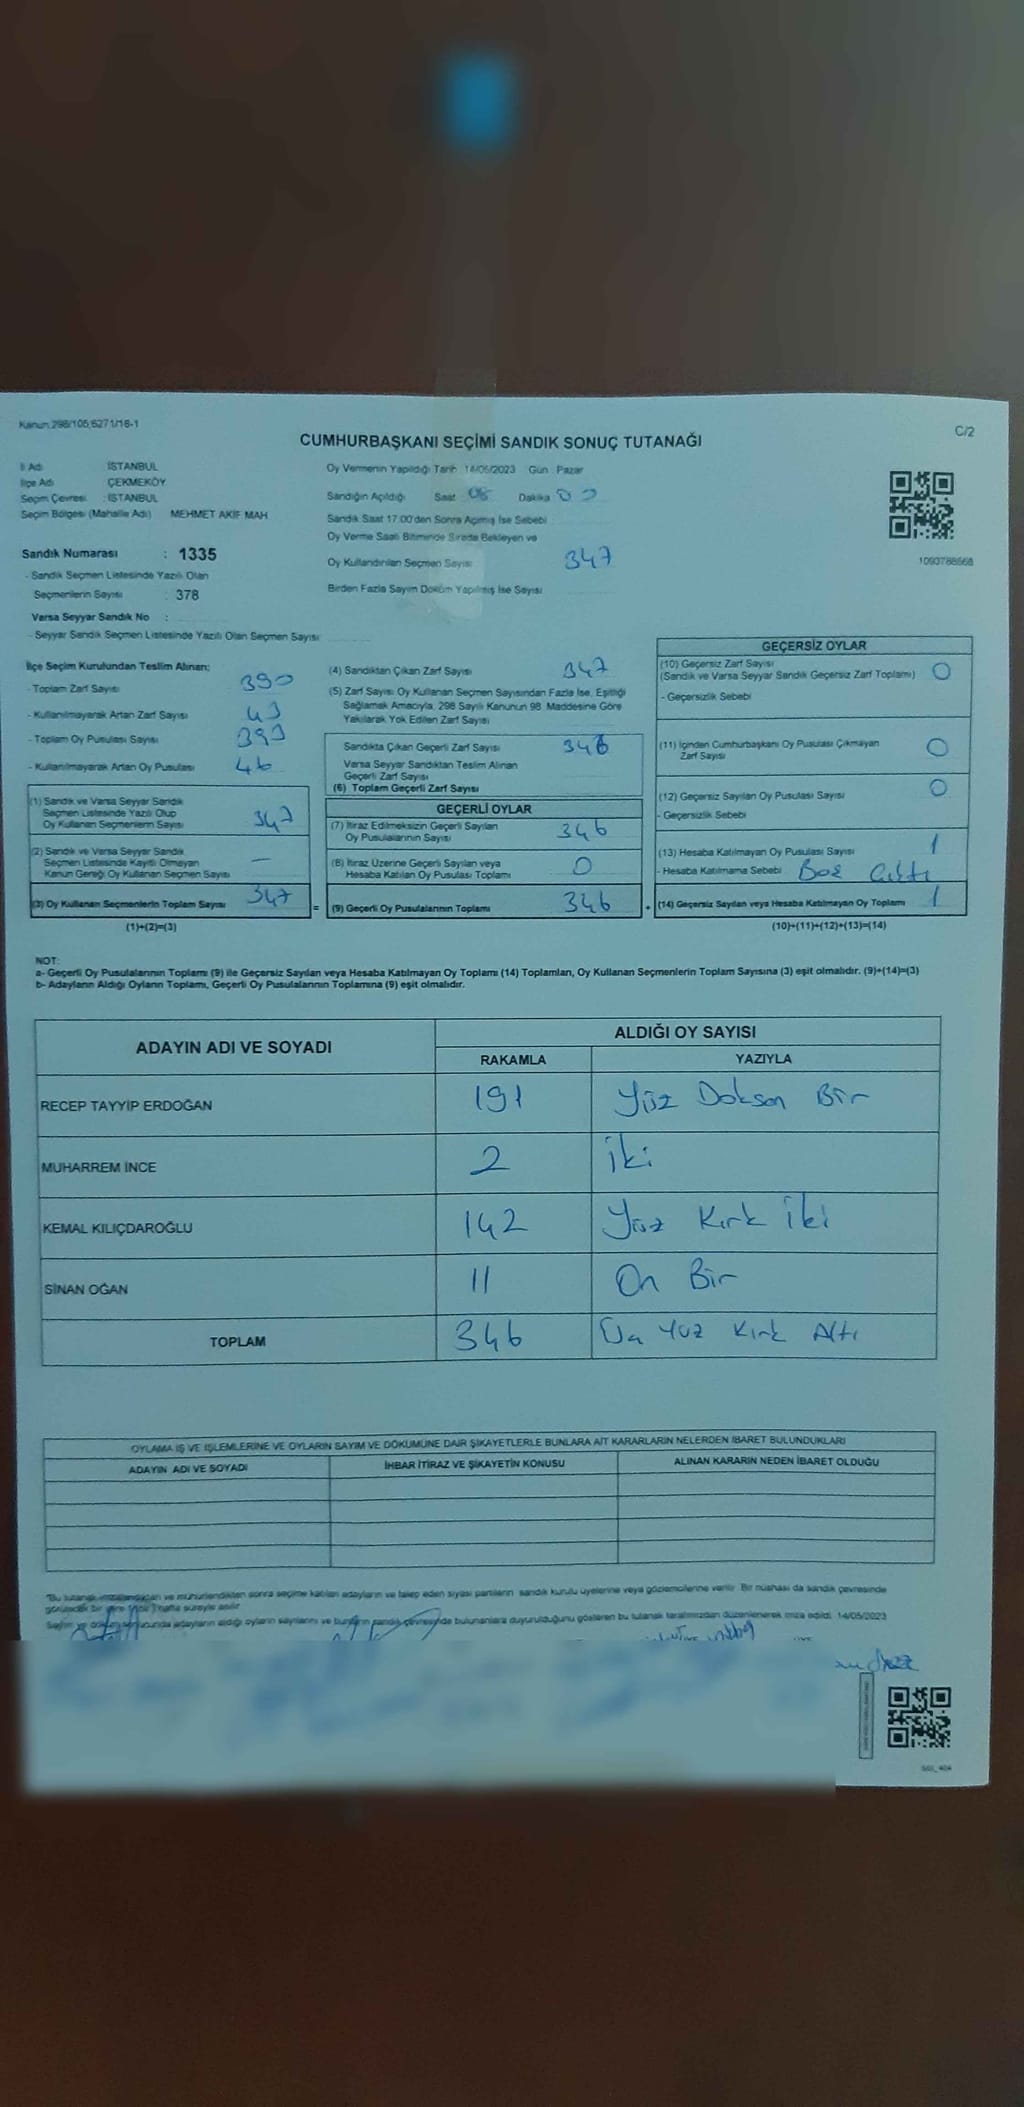 Kanun:298/105;6271/18-1
C/2
CUMHURBAŞKANI SEÇİMİ SANDIK SONUÇ TUTANAĞI
İl Adı : İSTANBUL
İlçe Adı : ÇEKMEKÖY
Seçim Çevresi : İSTANBUL
Seçim Bölgesi (Mahalle Adı) MEHMET AKİF MAH
Sandık Numarası : 1335
- Sandık Seçmen Listesinde Yazılı Olan
Seçmenlerin Sayısı : 378
Varsa Seyyar Sandık No :
- Seyyar Sandık Seçmen Listesinde Yazılı Olan Seçmen Sayısı:
Oy Vermenin Yapıldığı Tarih 14/05/2023 Gün Pazar
Sandığın Açıldığı Saat 08 Dakika 00
Sandık Saat 17:00'den Sonra Açılmış İse Sebebi
Oy Verme Saati Bitiminde Sırada Bekleyen ve
Oy Kullandırılan Seçmen Sayısı 347
Birden Fazla Sayım Döküm Yapılmış İse Sayısı
1090788568
İlçe Seçim Kurulundan Teslim Alınan:
- Toplam Zarf Sayısı 390
- Kullanılmayarak Artan Zarf Sayısı 43
- Toplam Oy Pusulası Sayısı 393
- Kullanılmayarak Artan Oy Pusulası 46
(1) Sandık ve Varsa Seyyar Sandık
Seçmen Listesinde Yazılı Olup
Oy Kullanan Seçmenlerin Sayısı 347
(2) Sandık ve Varsa Seyyar Sandık
Seçmen Listesinde Kayıtlı Olmayan
Kanun Gereği Oy Kullanan Seçmen Sayısı —
(3) Oy Kullanan Seçmenlerin Toplam Sayısı 347
(1)+(2)=(3)
(4) Sandıktan Çıkan Zarf Sayısı 347
(5) Zarf Sayısı Oy Kullanan Seçmen Sayısından Fazla İse, Eşitliği
Sağlamak Amacıyla, 298 Sayılı Kanunun 98. Maddesine Göre
Yakılarak Yok Edilen Zarf Sayısı
Sandıkta Çıkan Geçerli Zarf Sayısı 346
Varsa Seyyar Sandıktan Teslim Alınan
Geçerli Zarf Sayısı
(6) Toplam Geçerli Zarf Sayısı
GEÇERLİ OYLAR
(7) İtiraz Edilmeksizin Geçerli Sayılan
Oy Pusulalarının Sayısı 346
(8) İtiraz Üzerine Geçerli Sayılan veya
Hesaba Katılan Oy Pusulası Toplamı 0
= (9) Geçerli Oy Pusulalarının Toplamı 346
GEÇERSİZ OYLAR
(10) Geçersiz Zarf Sayısı
(Sandık ve Varsa Seyyar Sandık Geçersiz Zarf Toplamı) 0
- Geçersizlik Sebebi
(11) İçinden Cumhurbaşkanı Oy Pusulası Çıkmayan
Zarf Sayısı 0
(12) Geçersiz Sayılan Oy Pusulası Sayısı 0
- Geçersizlik Sebebi
(13) Hesaba Katılmayan Oy Pusulası Sayısı 1
- Hesaba Katılmama Sebebi Boş Çıktı
+ (14) Geçersiz Sayılan veya Hesaba Katılmayan Oy Toplamı 1
(10)+(11)+(12)+(13)=(14)
NOT:
a- Geçerli Oy Pusulalarının Toplamı (9) ile Geçersiz Sayılan veya Hesaba Katılmayan Oy Toplamı (14) Toplamları, Oy Kullanan Seçmenlerin Toplam Sayısına (3) eşit olmalıdır. (9)+(14)=(3)
b- Adayların Aldığı Oyların Toplamı, Geçerli Oy Pusulalarının Toplamına (9) eşit olmalıdır.
ADAYIN ADI VE SOYADI
ALDIĞI OY SAYISI
RAKAMLA YAZIYLA
RECEP TAYYİP ERDOĞAN 191 Yüz Doksan Bir
MUHARREM İNCE 2 İki
KEMAL KILIÇDAROĞLU 142 Yüz Kırk İki
SİNAN OĞAN 11 On Bir
TOPLAM 346 Üç Yüz Kırk Altı
OYLAMA İŞ VE İŞLEMLERİNE VE OYLARIN SAYIM VE DÖKÜMÜNE DAİR ŞİKAYETLERLE BUNLARA AİT KARARLARIN NELERDEN İBARET BULUNDUKLARI
ADAYIN ADI VE SOYADI İHBAR İTİRAZ VE ŞİKAYETİN KONUSU ALINAN KARARIN NEDEN İBARET OLDUĞU
"Bu tutanak imzalandıktan ve mühürlendikten sonra seçime katılan adayların ve talep eden siyasi partilerin sandık kurulu üyelerine veya gözlemcilerine verilir. Bir nüshası da sandık çevresinde
görülecek bir yere 1(bir) hafta süreyle asılır.
Sayım ve döküm sonucunda adayların aldığı oyların sayılarını ve bunların sandık çevresinde bulunanlara duyurulduğunu gösteren bu tutanak tarafımızdan düzenlenerek imza edildi. 14/05/2023